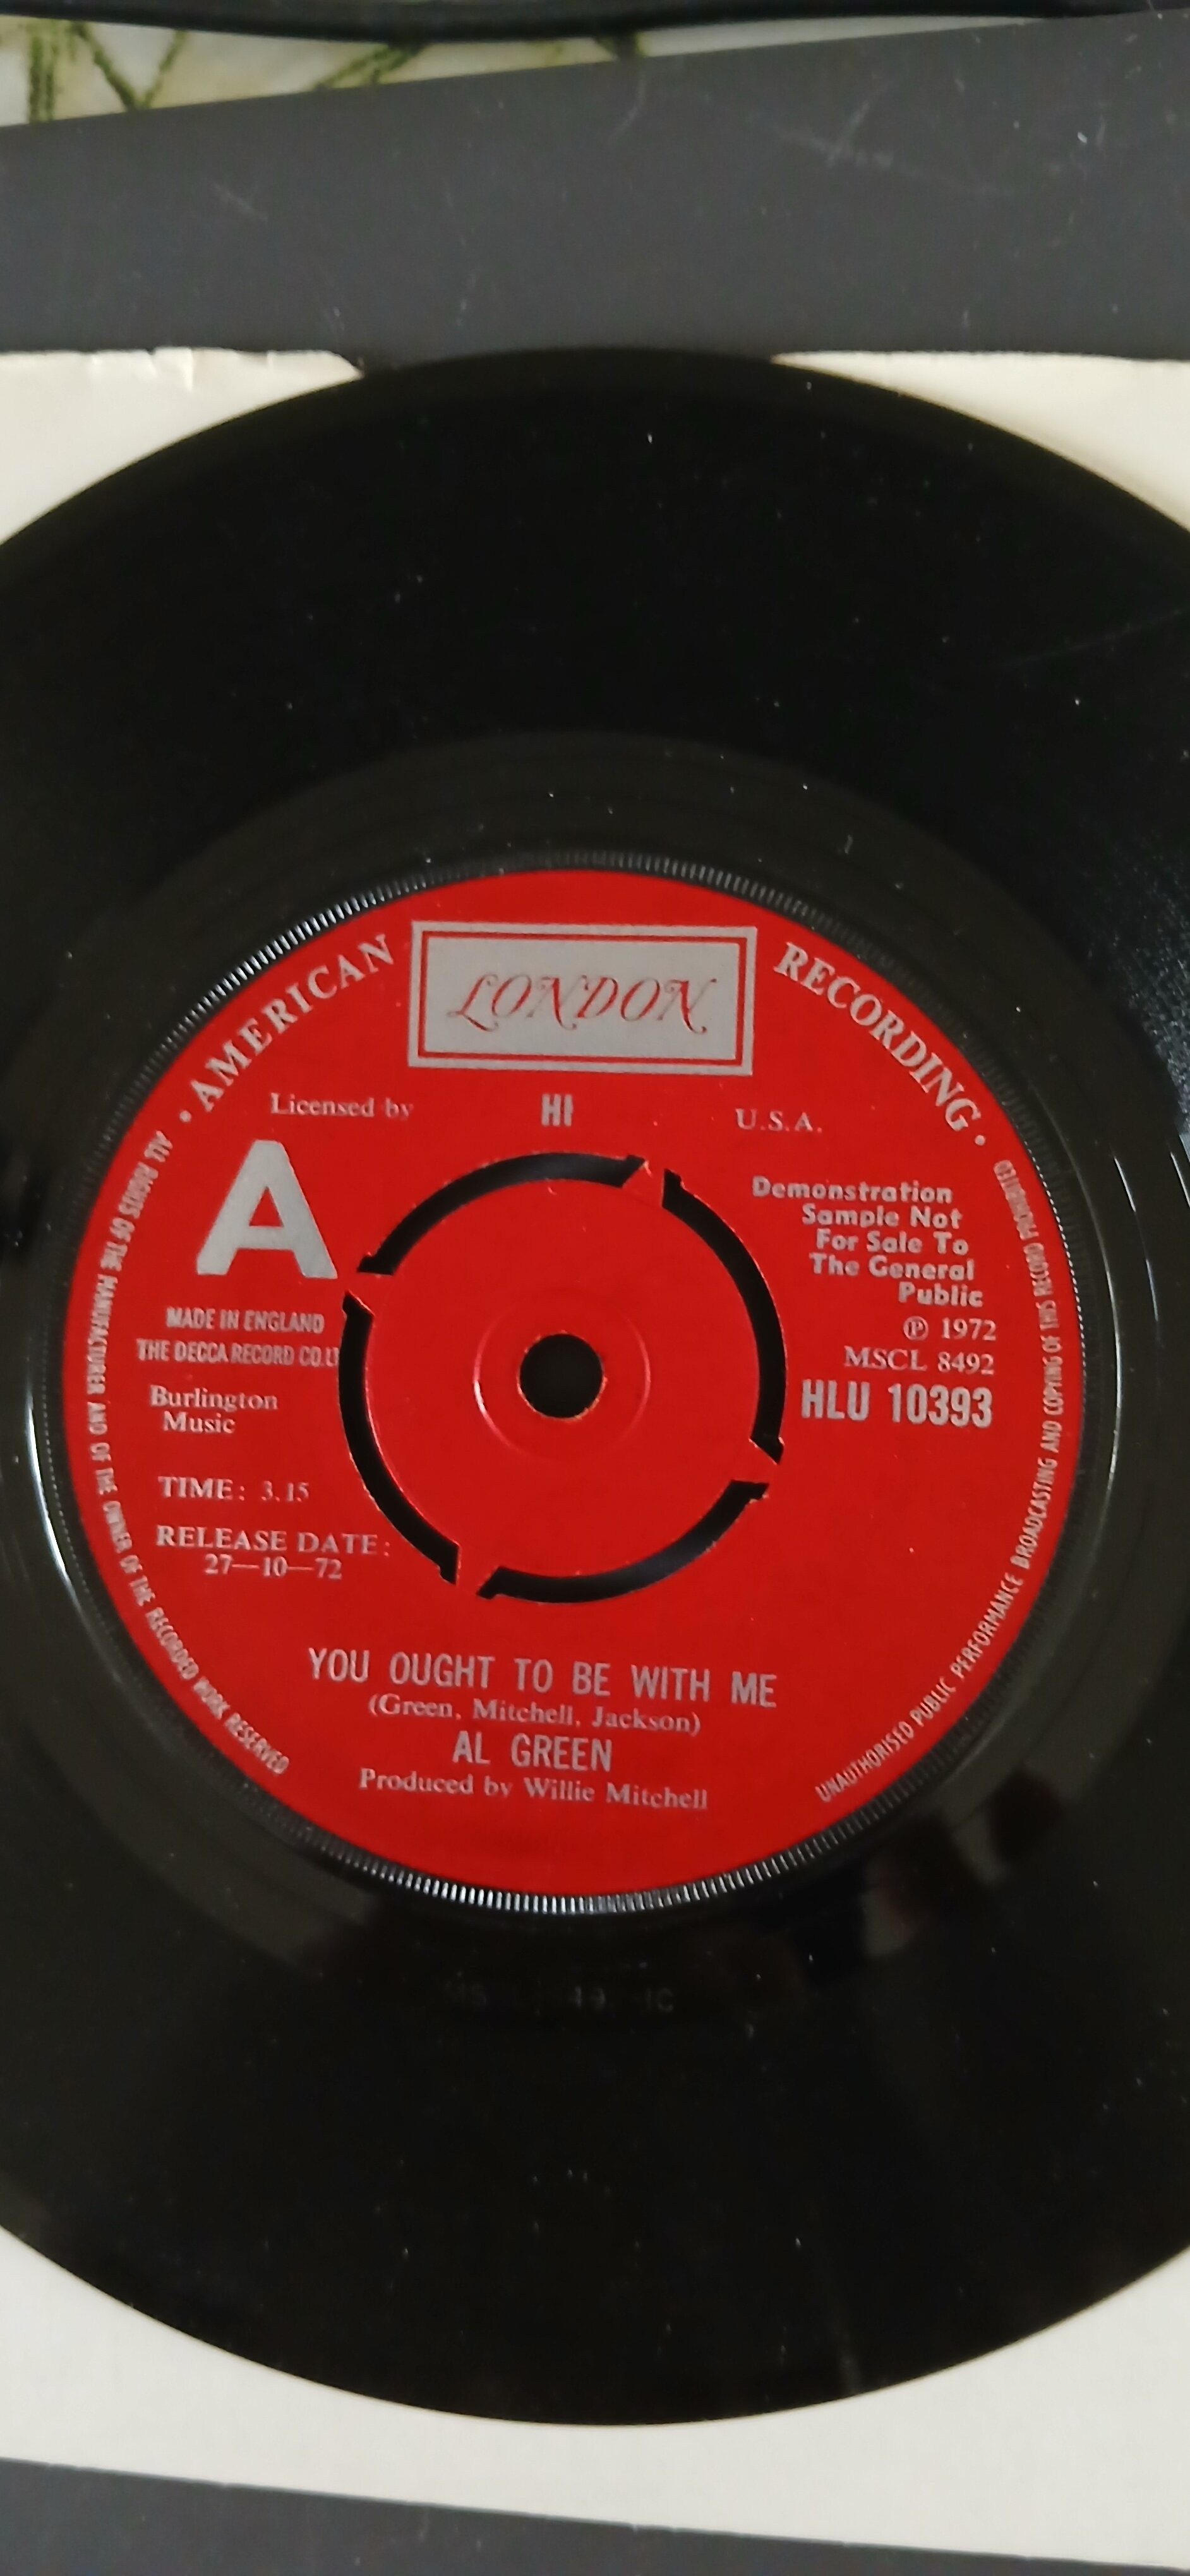 AMERICAN
LONDON
RECORDING
Licensed by HI U.S.A.
A
MADE IN ENGLAND
THE DECCA RECORD CO.
Burlington
Music
TIME: 3.15
RELEASE DATE:
27—10—72
Demonstration
Sample Not
For Sale To
The General
Public
℗ 1972
MSCL 8492
HLU 10393
YOU OUGHT TO BE WITH ME
(Green, Mitchell, Jackson)
AL GREEN
Produced by Willie Mitchell
ALL RIGHTS OF THE MANUFACTURER AND OF THE OWNER OF THE RECORDED WORK RESERVED
UNAUTHORISED PUBLIC PERFORMANCE BROADCASTING AND COPYING OF THIS RECORD PROHIBITED